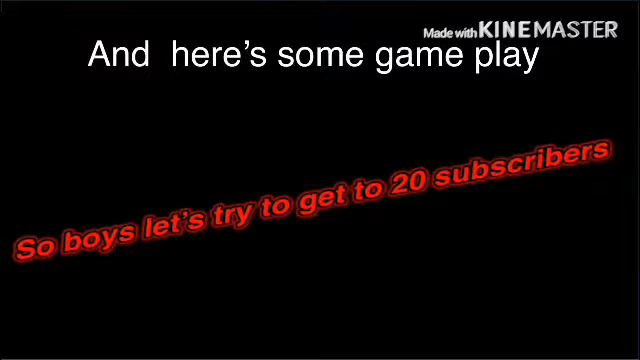 Made with KINEMASTER
And here's some game play
So boys let's try to get to 20 subscribers